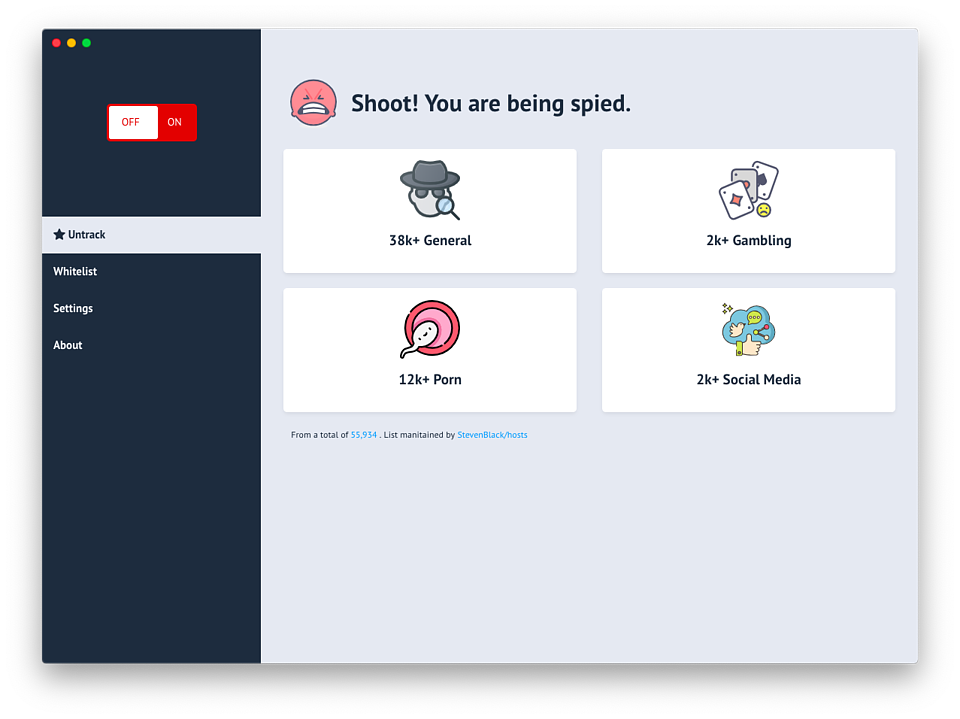 OFF ON
Untrack
Whitelist
Settings
About
Shoot! You are being spied.
38k+ General
2k+ Gambling
12k+ Porn
2k+ Social Media
From a total of 55,934 . List manitained by StevenBlack/hosts